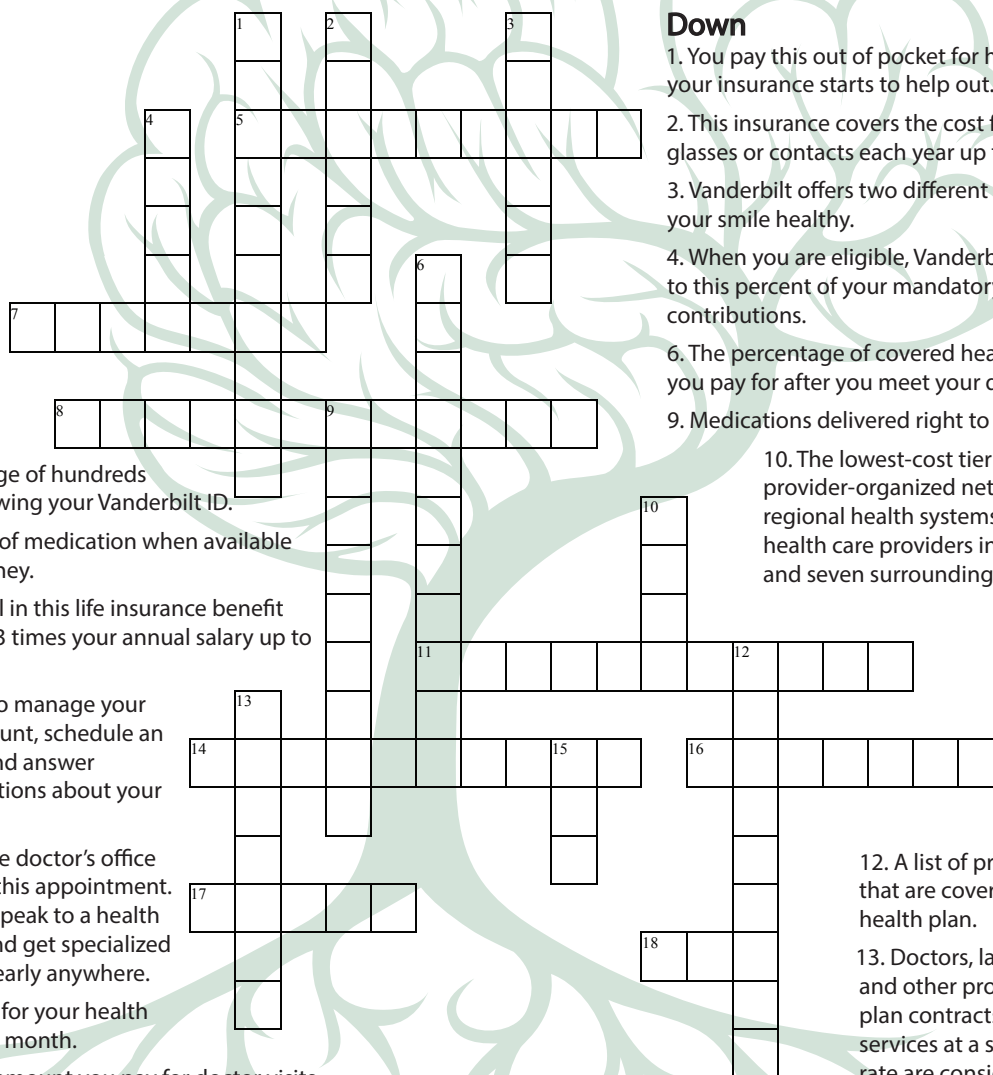 1
2
3
4
5
6
7
8
9
10
11
12
13
14
15
16
17
18
Down
1. You pay this out of pocket for h
your insurance starts to help out.
2. This insurance covers the cost f
glasses or contacts each year up
3. Vanderbilt offers two different
your smile healthy.
4. When you are eligible, Vanderb
to this percent of your mandatory
contributions.
6. The percentage of covered hea
you pay for after you meet your
9. Medications delivered right to
10. The lowest-cost tier
provider-organized net
regional health systems
health care providers in
and seven surrounding
ge of hundreds
wing your Vanderbilt ID.
of medication when available
ney.
l in this life insurance benefit
3 times your annual salary up to
o manage your
unt, schedule an
nd answer
tions about your
e doctor's office
this appointment.
peak to a health
nd get specialized
early anywhere.
for your health
month.
amount you pay for doctor visits
12. A list of pr
that are cover
health plan.
13. Doctors, la
and other pro
plan contract
services at a s
rate are consi